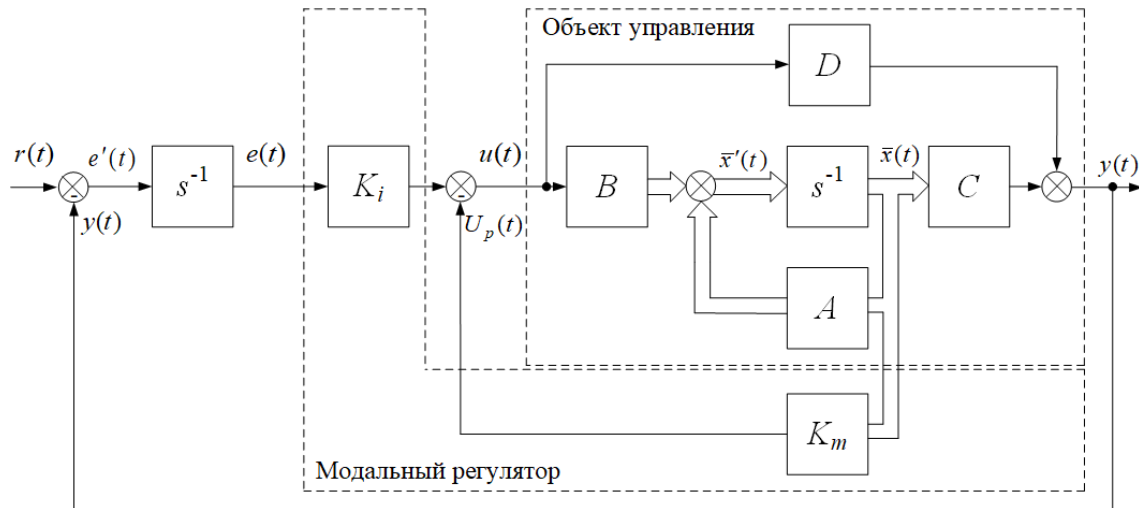 Объект управления
D
r(t)
e'(t)
s⁻¹
e(t)
K_i
u(t)
B
x̅'(t)
s⁻¹
x̅(t)
C
y(t)
-
y(t)
-
U_p(t)
A
K_m
Модальный регулятор